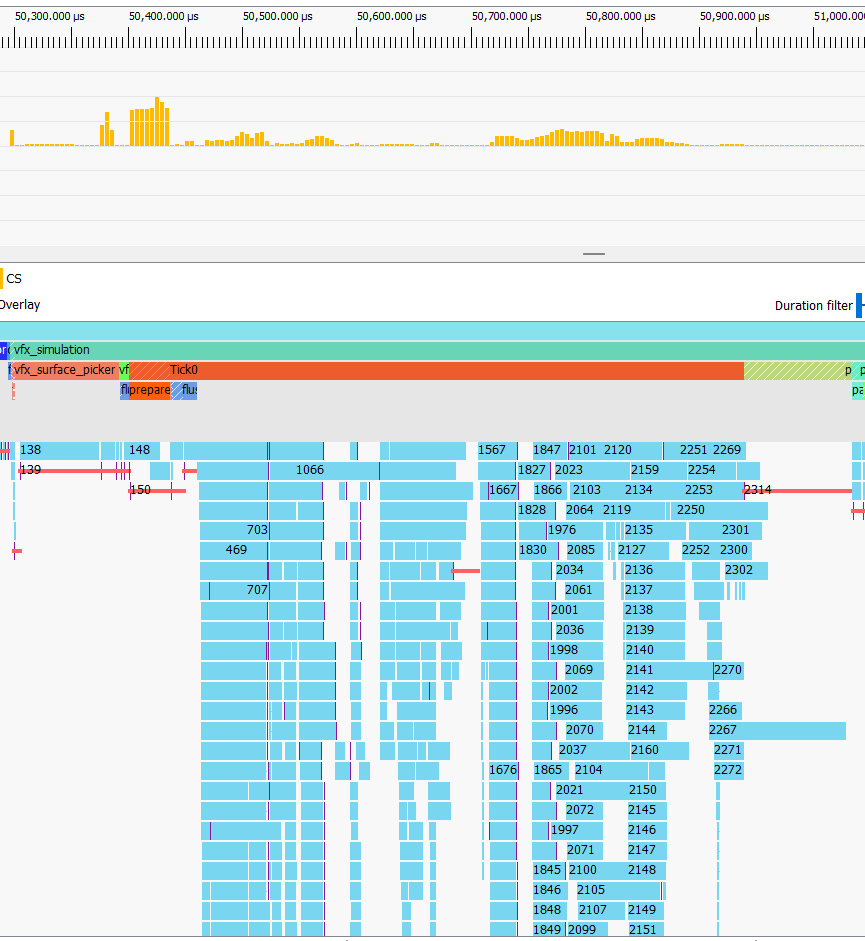 50,300.000 µs 50,400.000 µs 50,500.000 µs 50,600.000 µs 50,700.000 µs 50,800.000 µs 50,900.000 µs 51,000.00
CS
Overlay Duration filter
vfx_simulation
vfx_surface_picker vf Tick0 p p
fli prepare flus pa
138 148 1567 1847 2101 2120 2251 2269
139 1066 1827 2023 2159 2254
150 1667 1866 2103 2134 2253 2314
1828 2064 2119 2250
703 1976 2135 2301
469 1830 2085 2127 2252 2300
2034 2136 2302
707 2061 2137
2001 2138
2036 2139
1998 2140
2069 2141 2270
2002 2142
1996 2143 2266
2070 2144 2267
2037 2160 2271
1676 1865 2104 2272
2021 2150
2072 2145
1997 2146
2071 2147
1845 2100 2148
1846 2105
1848 2107 2149
1849 2099 2151